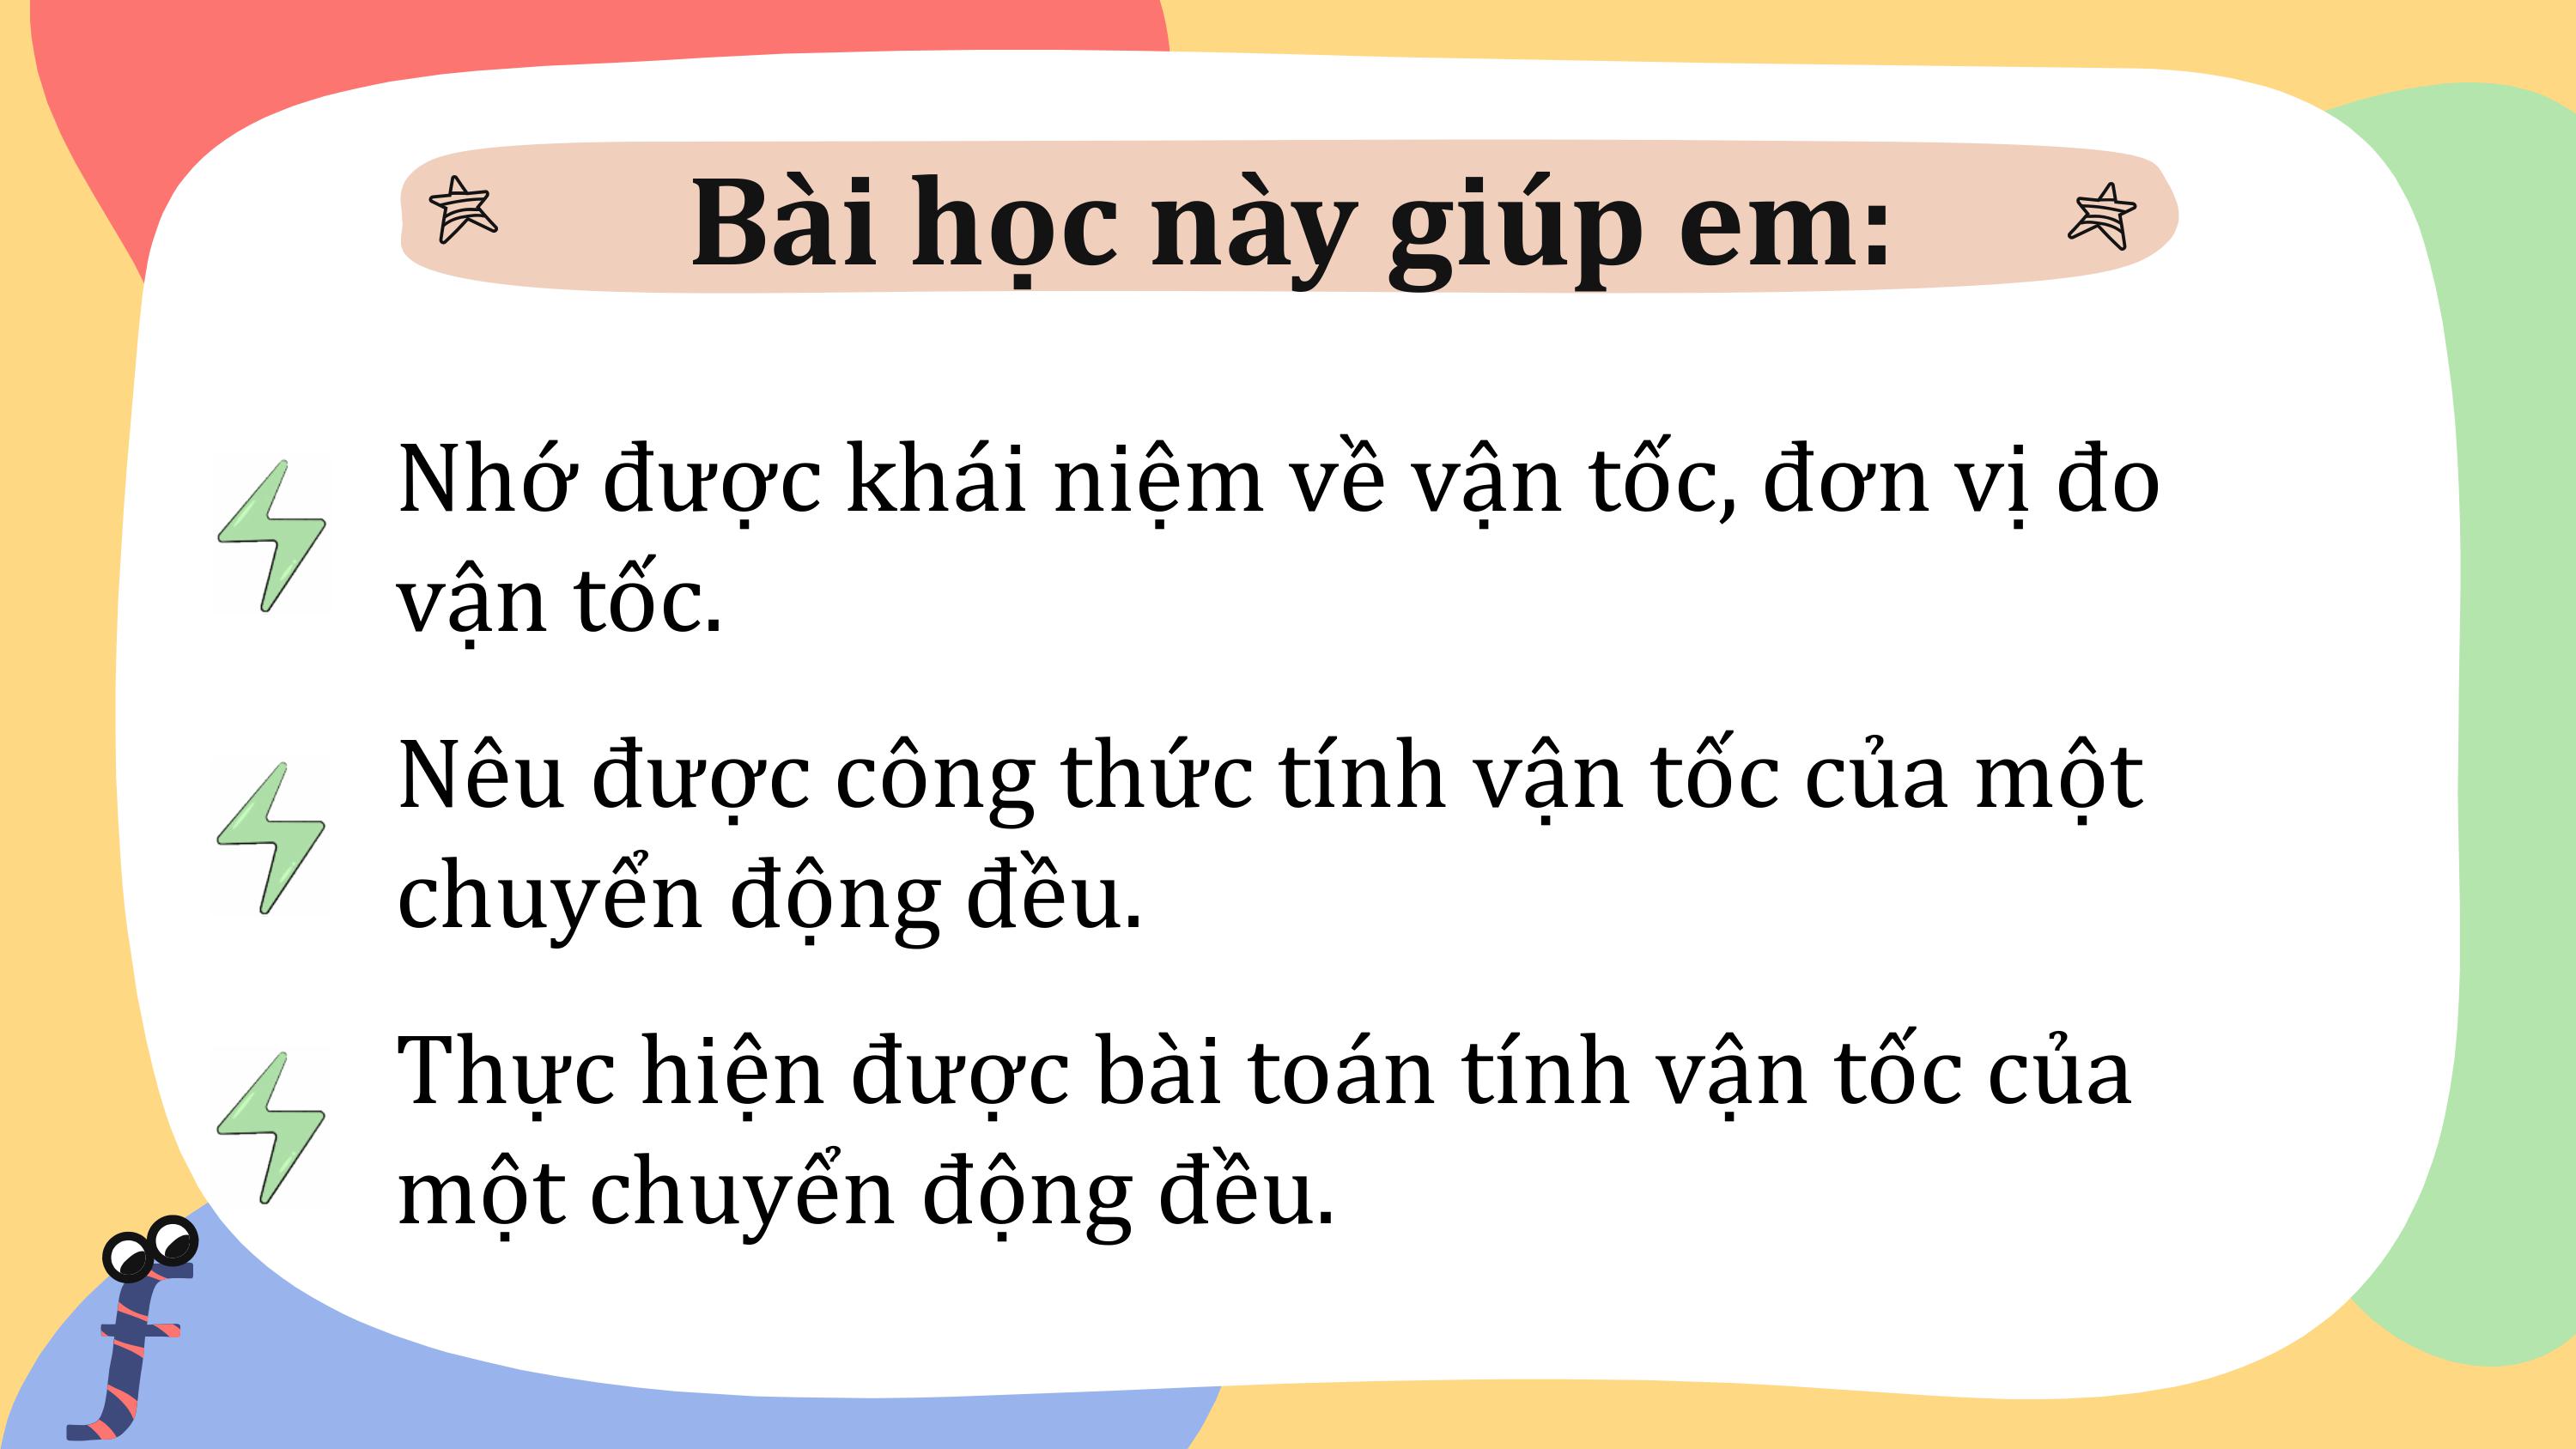 Bài học này giúp em:
Nhớ được khái niệm về vận tốc, đơn vị đo
vận tốc.
Nêu được công thức tính vận tốc của một
chuyển động đều.
Thực hiện được bài toán tính vận tốc của
một chuyển động đều.